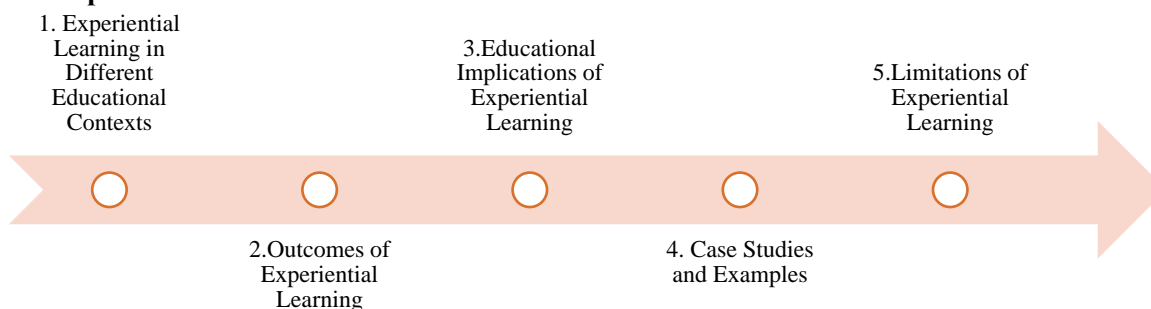 1. Experiential
Learning in
Different
Educational
Contexts
2.Outcomes of
Experiential
Learning
3.Educational
Implications of
Experiential
Learning
4. Case Studies
and Examples
5.Limitations of
Experiential
Learning